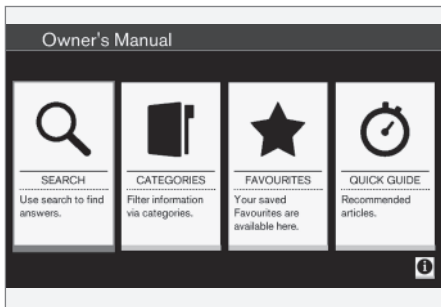 Owner's Manual
SEARCH
Use search to find
answers.
CATEGORIES
Filter information
via categories.
FAVOURITES
Your saved
Favourites are
available here.
QUICK GUIDE
Recommended
articles.
i